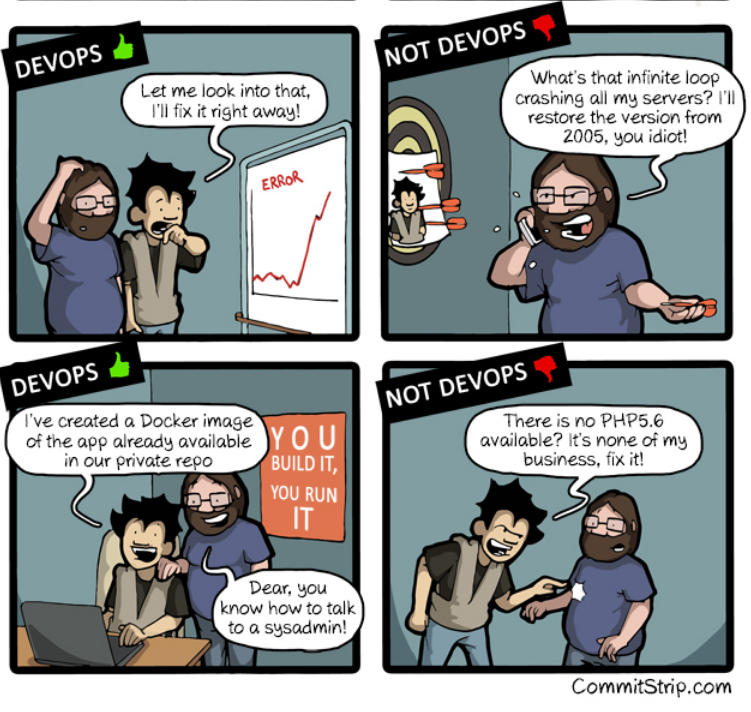 DEVOPS
Let me look into that,
I'll fix it right away!
ERROR
NOT DEVOPS
What's that infinite loop
crashing all my servers? I'll
restore the version from
2005, you idiot!
DEVOPS
I've created a Docker image
of the app already available
in our private repo
YOU
BUILD IT,
YOU RUN
IT
Dear, you
know how to talk
to a sysadmin!
NOT DEVOPS
There is no PHP5.6
available? It's none of my
business, fix it!
CommitStrip.com